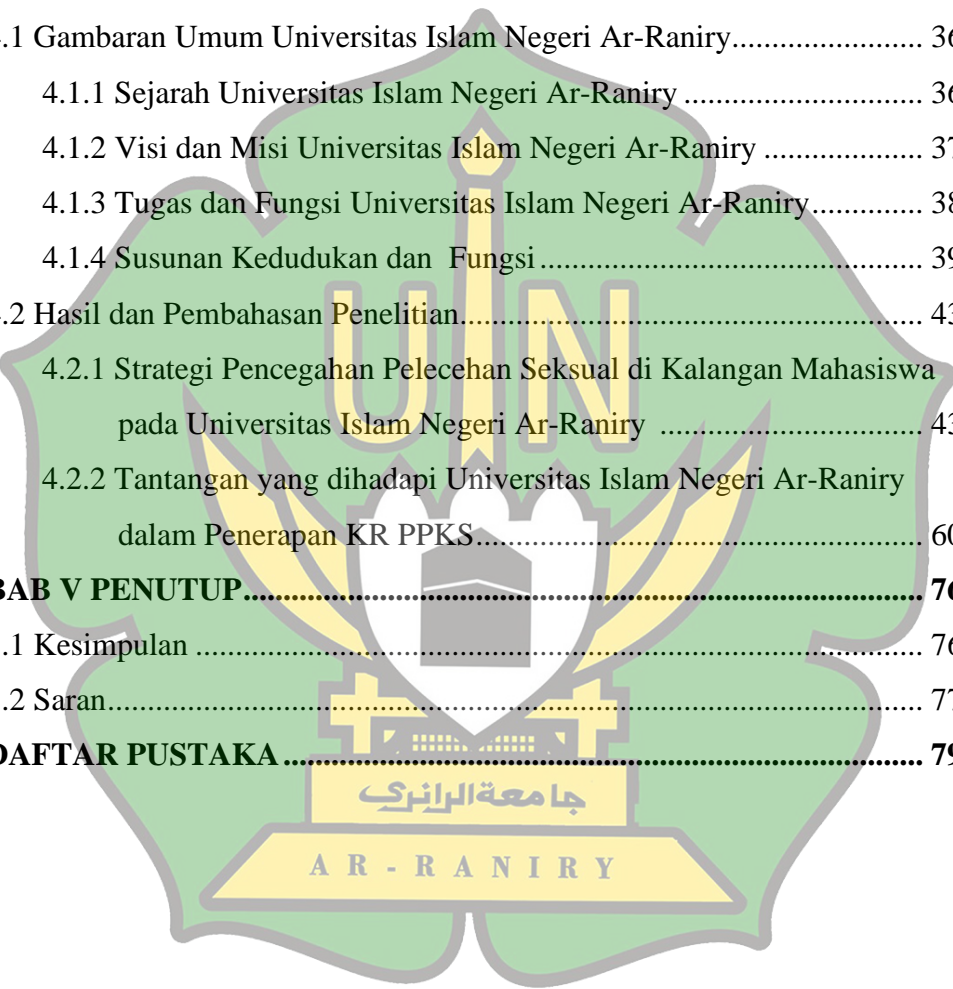 .1 Gambaran Umum Universitas Islam Negeri Ar-Raniry....................... 36
4.1.1 Sejarah Universitas Islam Negeri Ar-Raniry ............................ 36
4.1.2 Visi dan Misi Universitas Islam Negeri Ar-Raniry ................... 37
4.1.3 Tugas dan Fungsi Universitas Islam Negeri Ar-Raniry............. 38
4.1.4 Susunan Kedudukan dan Fungsi ............................................... 39
.2 Hasil dan Pembahasan Penelitian........................................................ 43
4.2.1 Strategi Pencegahan Pelecehan Seksual di Kalangan Mahasiswa
pada Universitas Islam Negeri Ar-Raniry ................................ 43
4.2.2 Tantangan yang dihadapi Universitas Islam Negeri Ar-Raniry
dalam Penerapan KR PPKS...................................................... 60
BAB V PENUTUP.................................................................................. 76
.1 Kesimpulan ........................................................................................ 76
.2 Saran................................................................................................... 77
DAFTAR PUSTAKA ............................................................................. 79
UIN
جامعةالرانري
AR-RANIRY